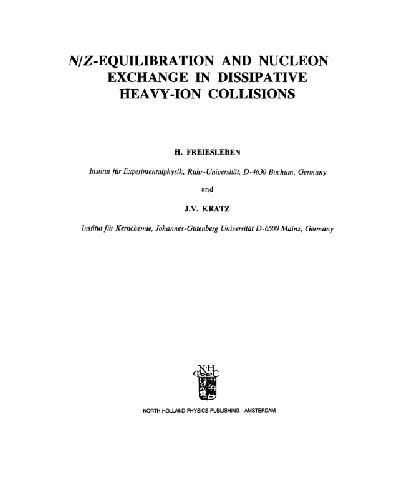 N/Z-EQUILIBRATION AND NUCLEON
EXCHANGE IN DISSIPATIVE
HEAVY-ION COLLISIONS
H. FREIESLEBEN
Institut für Experimentalphysik, Ruhr-Universität, D-4630 Bochum, Germany
and
J.V. KRATZ
Institut für Kernchemie, Johannes-Gutenberg Universität D-6500 Mainz, Germany
N·H
NORTH-HOLLAND PHYSICS PUBLISHING - AMSTERDAM